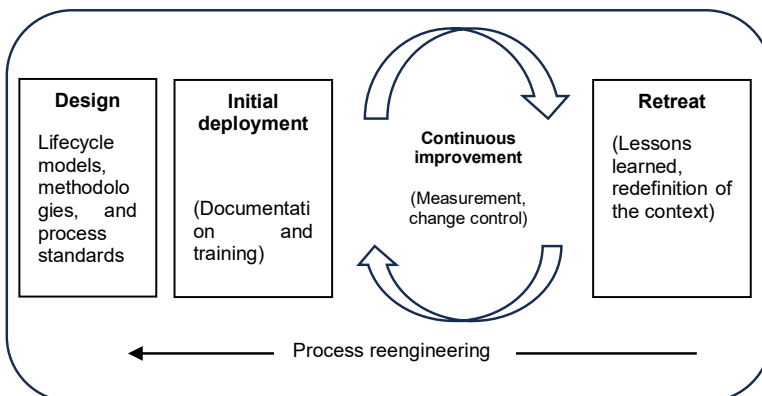 Design
Lifecycle
models,
methodolo
gies, and
process
standards
Initial
deployment
(Documentati
on and
training)
Continuous
improvement
(Measurement,
change control)
Retreat
(Lessons
learned,
redefinition of
the context)
Process reengineering